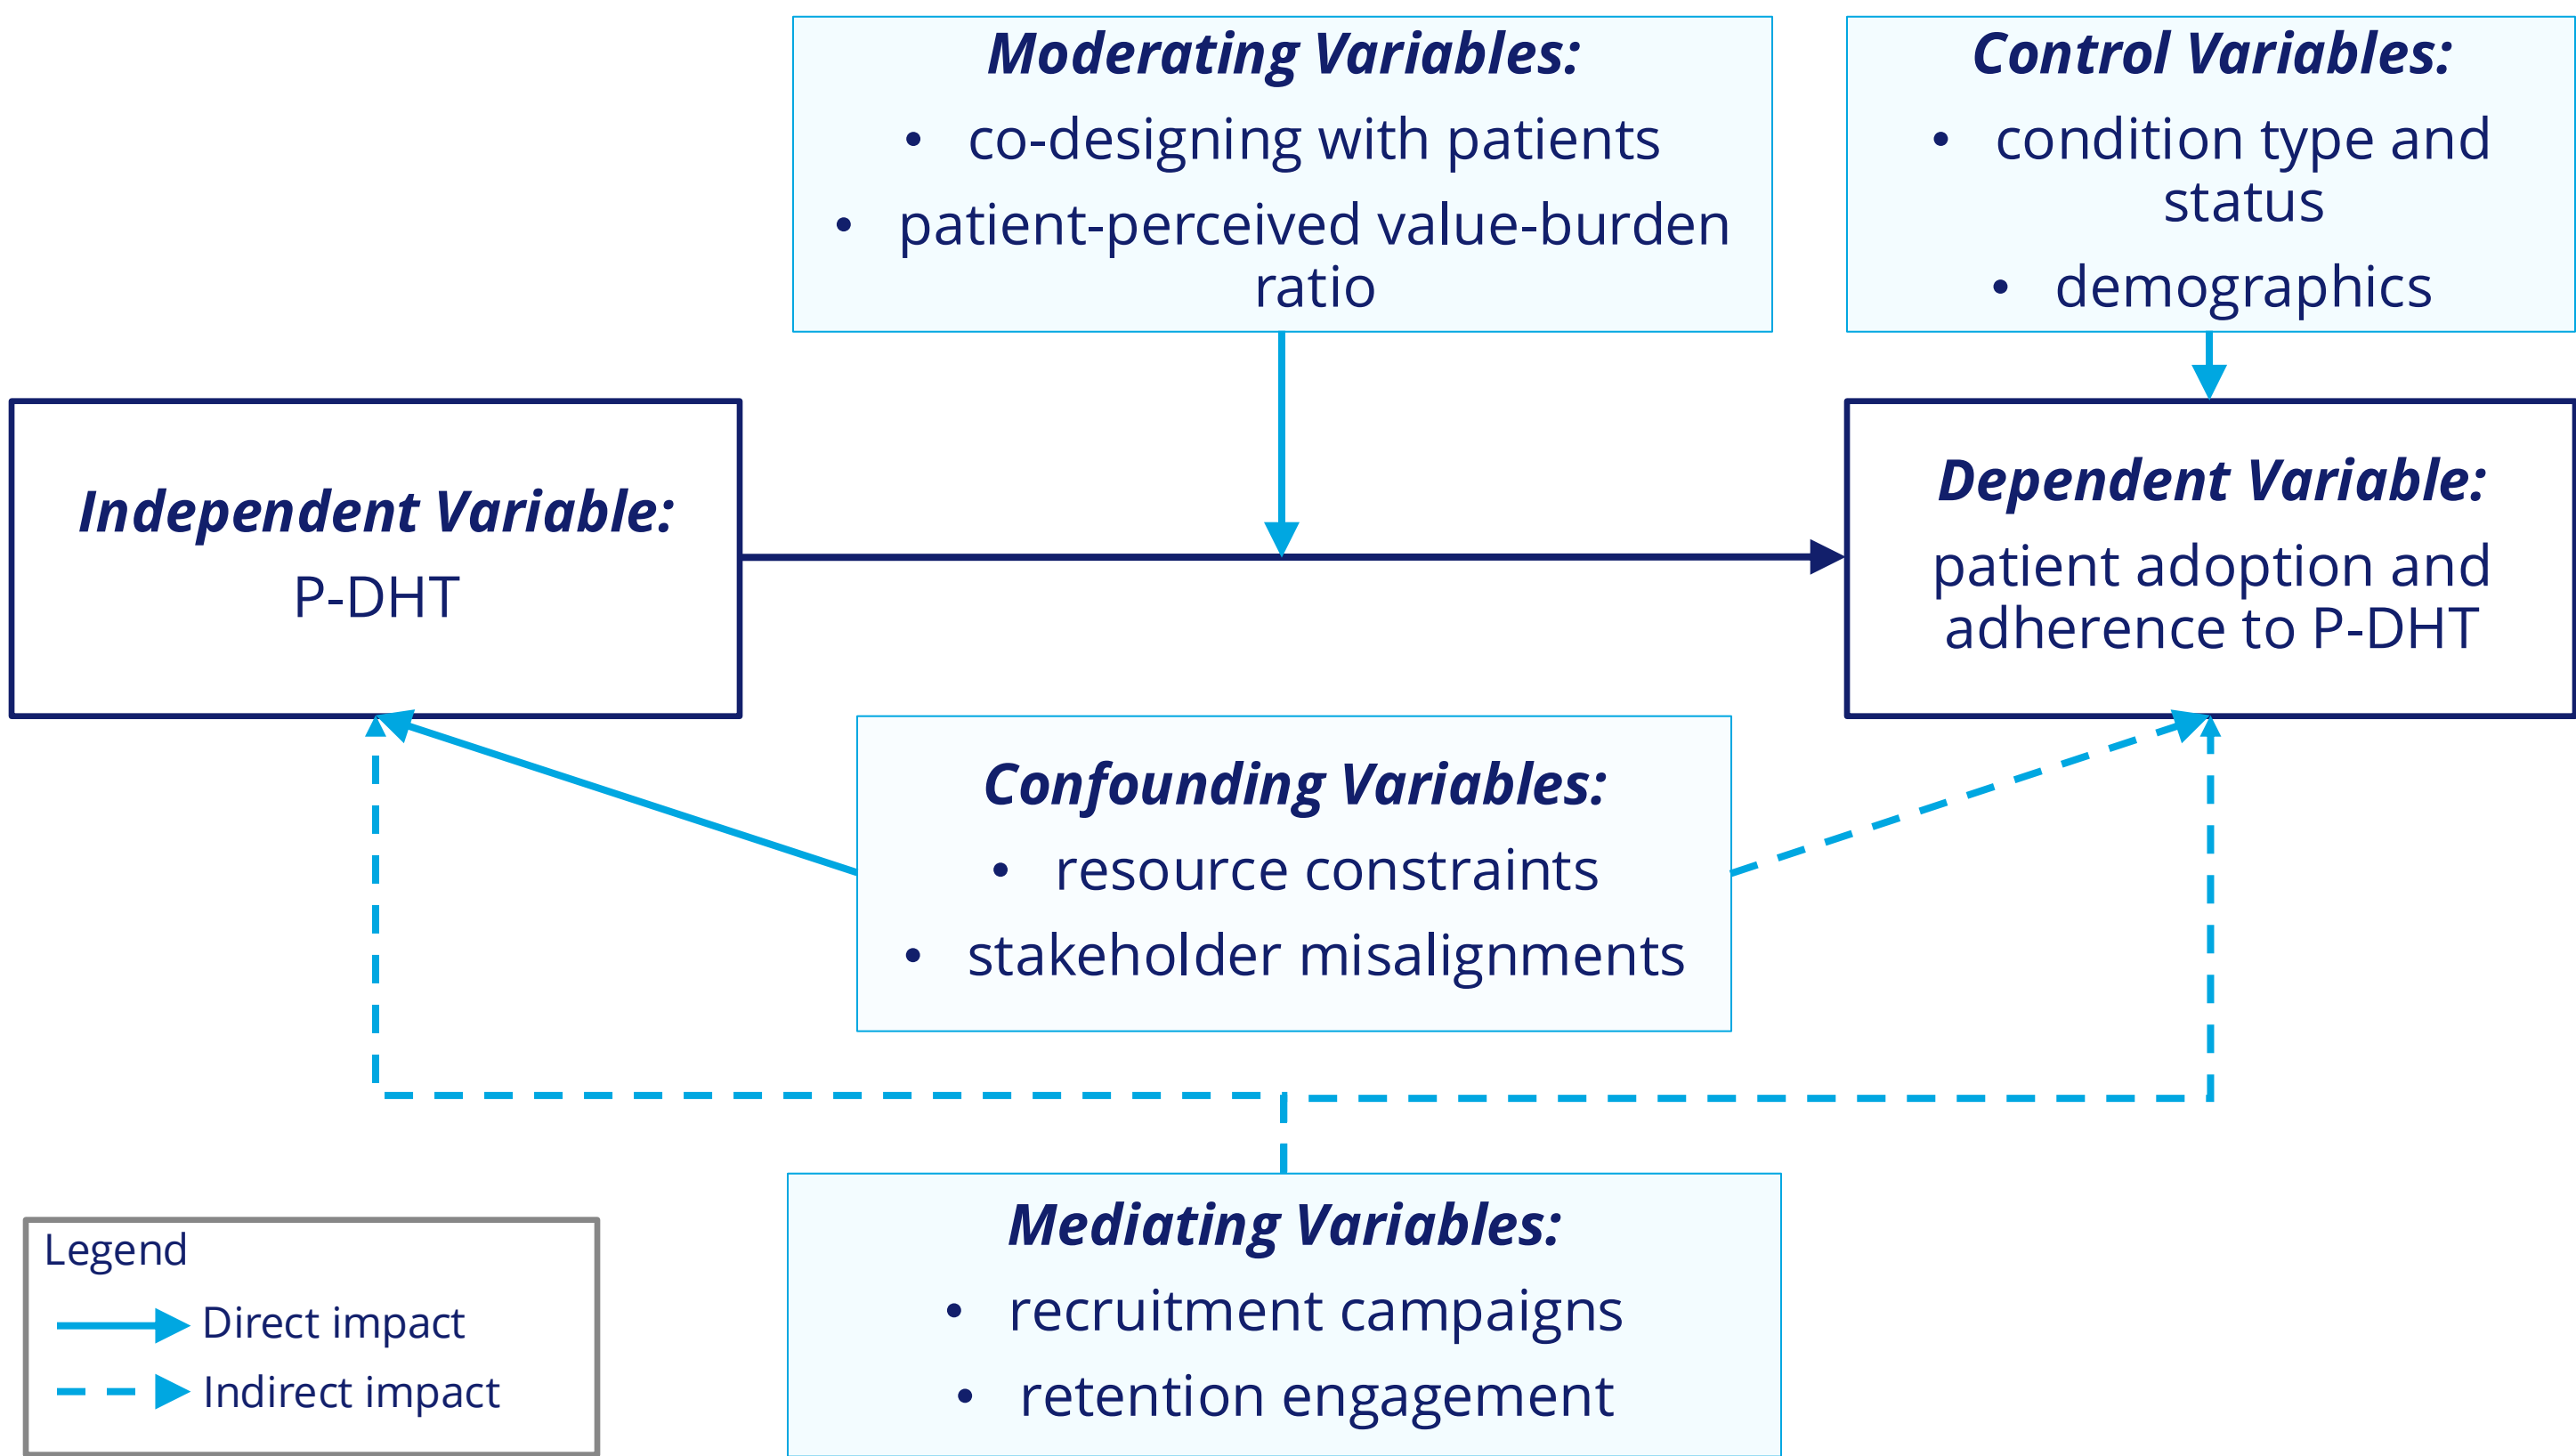 Moderating Variables:
• co-designing with patients
• patient-perceived value-burden
ratio
Control Variables:
• condition type and
status
• demographics
Independent Variable:
P-DHT
Dependent Variable:
patient adoption and
adherence to P-DHT
Confounding Variables:
• resource constraints
• stakeholder misalignments
Mediating Variables:
• recruitment campaigns
• retention engagement
Legend
Direct impact
Indirect impact